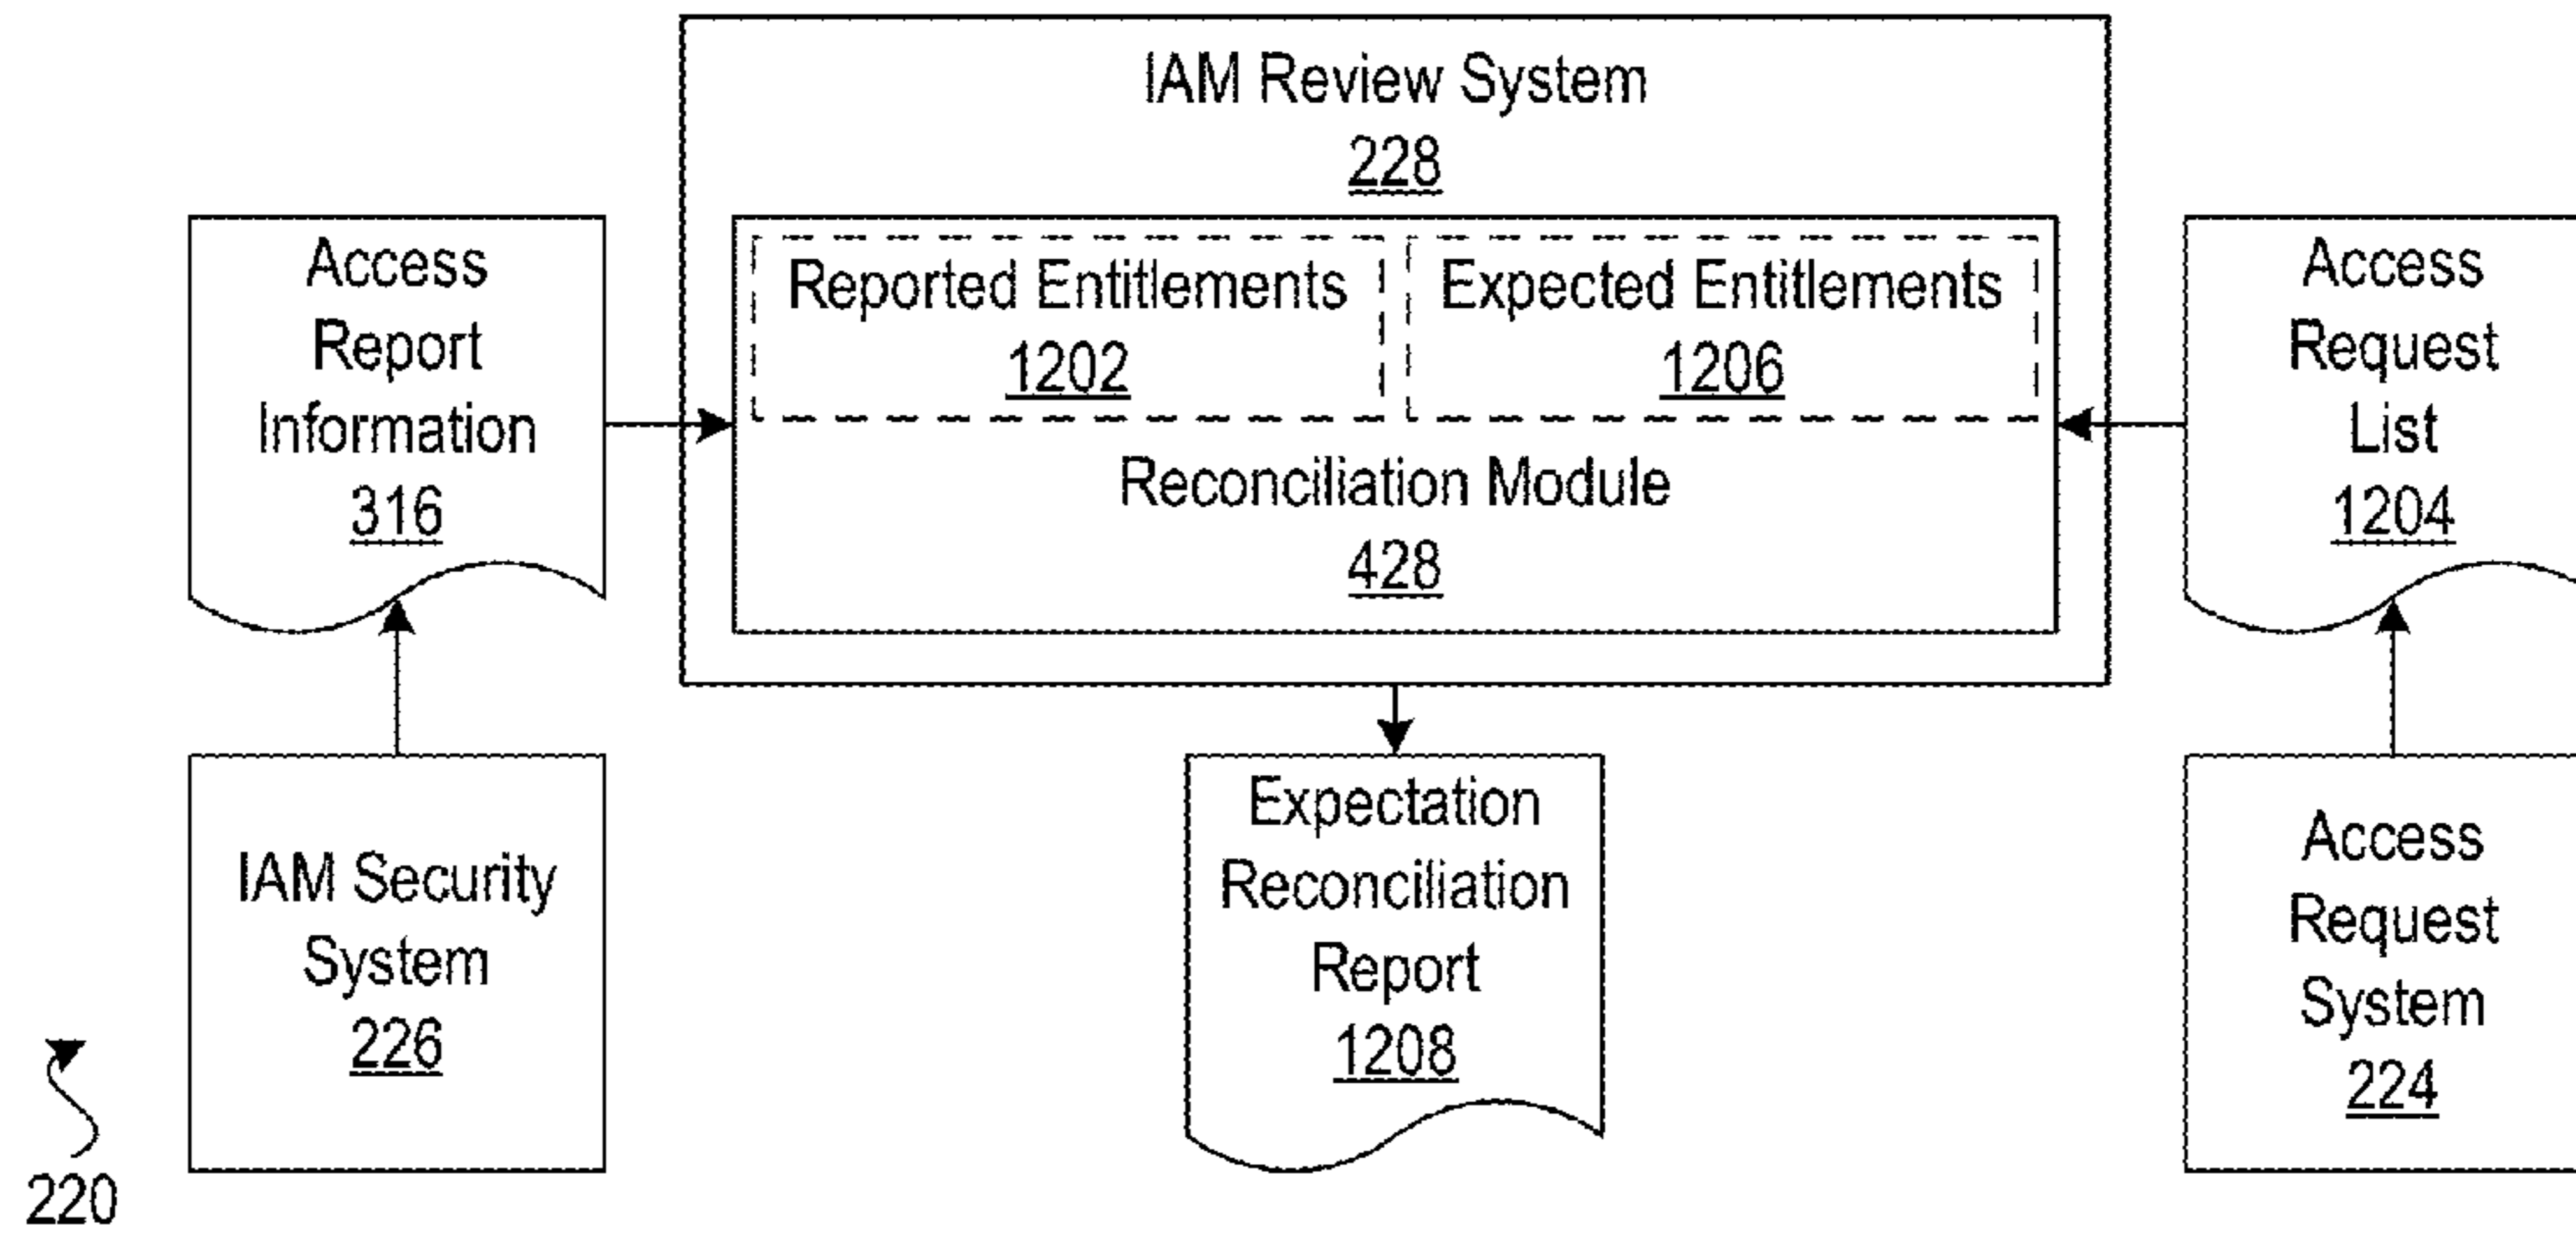 IAM Review System
228
Access
Report
Information
316
Reported Entitlements
1202
Expected Entitlements
1206
Reconciliation Module
428
Access
Request
List
1204
IAM Security
System
226
Expectation
Reconciliation
Report
1208
Access
Request
System
224
220